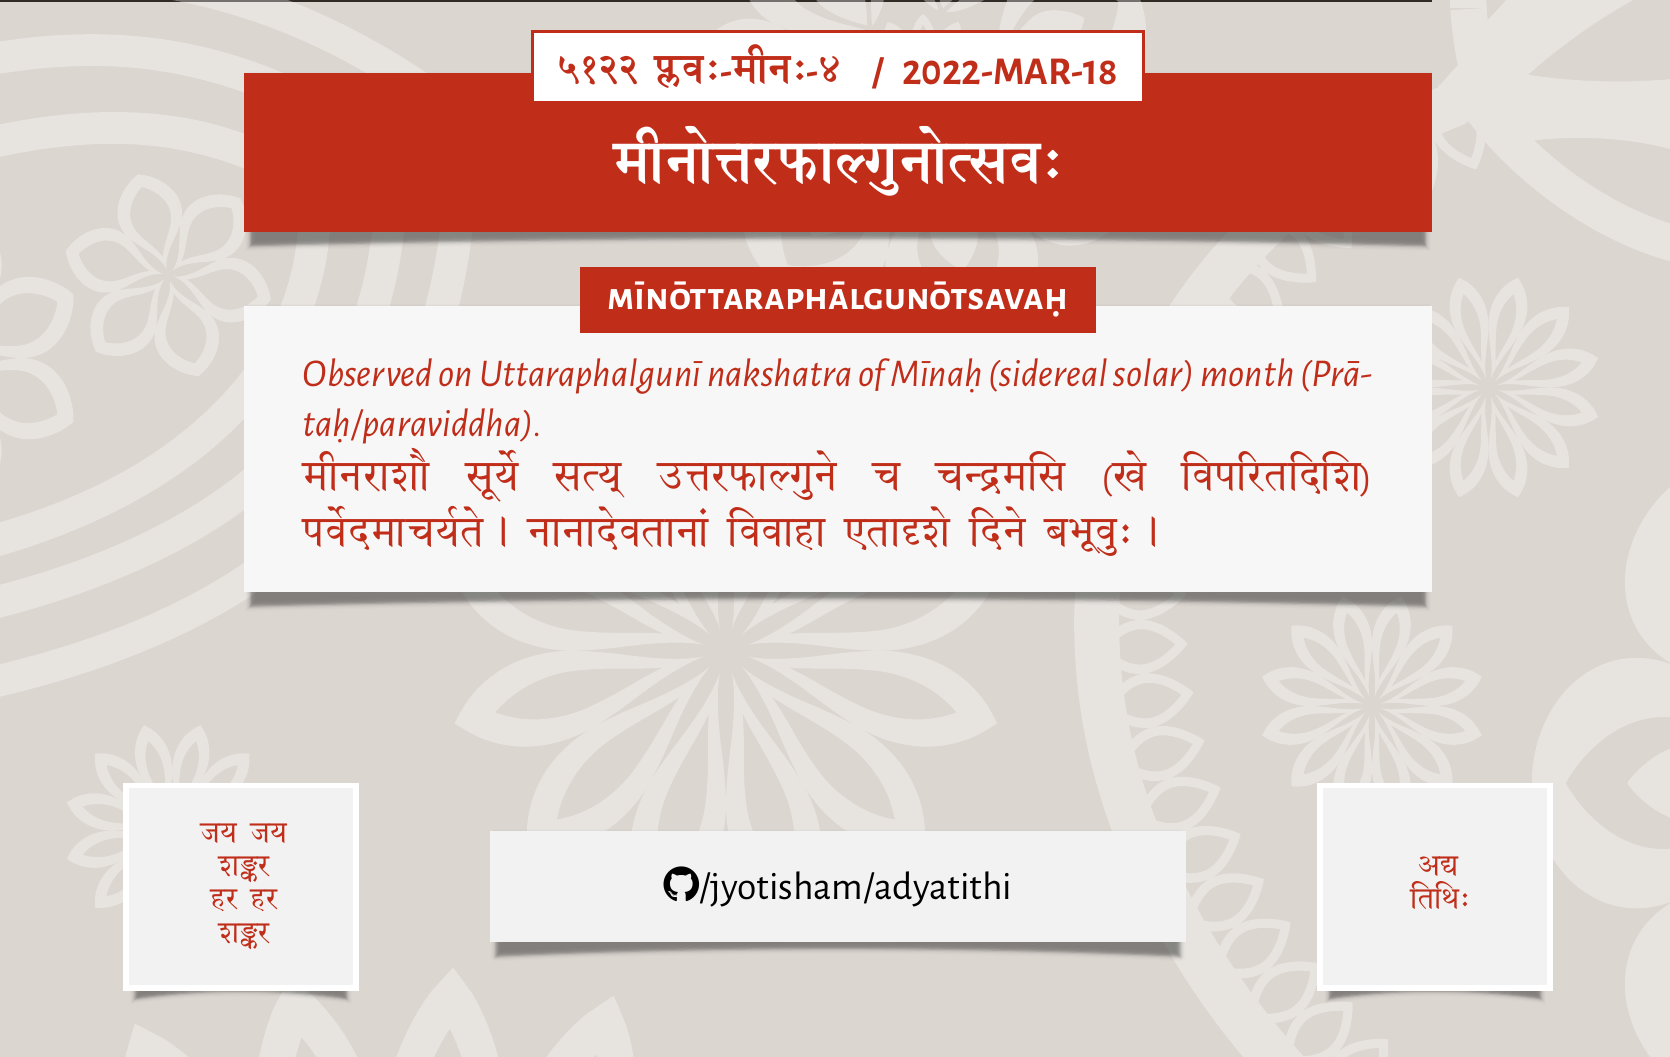 ५१२२ प्लवः-मीनः-४ / 2022-MAR-18
मीनोत्तरफाल्गुनोत्सवः
MĪNŌTTARAPHĀLGUNŌTSAVAḤ
Observed on Uttaraphalgunī nakshatra of Mīnaḥ (sidereal solar) month (Prā-
taḥ/paraviddha).
मीनराशौ सूर्ये सत्य् उत्तरफाल्गुने च चन्द्रमसि (खे विपरितदिशि)
पर्वेदमाचर्यते। नानादेवतानां विवाहा एतादृशे दिने बभूवुः।
जय जय
शङ्कर
हर हर
शङ्कर
/jyotisham/adyatithi
अद्य
तिथिः